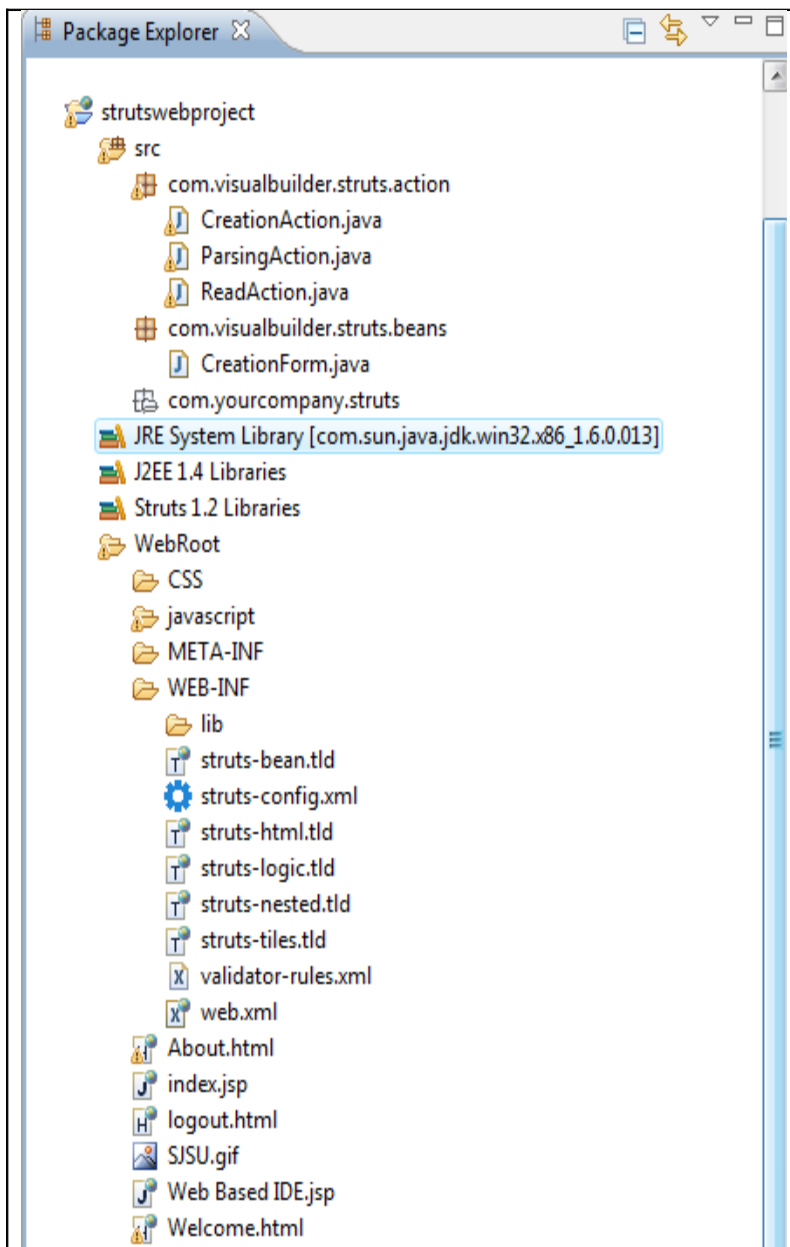 Package Explorer
strutswebproject
src
com.visualbuilder.struts.action
CreationAction.java
ParsingAction.java
ReadAction.java
com.visualbuilder.struts.beans
CreationForm.java
com.yourcompany.struts
JRE System Library [com.sun.java.jdk.win32.x86_1.6.0.013]
J2EE 1.4 Libraries
Struts 1.2 Libraries
WebRoot
CSS
javascript
META-INF
WEB-INF
lib
struts-bean.tld
struts-config.xml
struts-html.tld
struts-logic.tld
struts-nested.tld
struts-tiles.tld
validator-rules.xml
web.xml
About.html
index.jsp
logout.html
SJSU.gif
Web Based IDE.jsp
Welcome.html